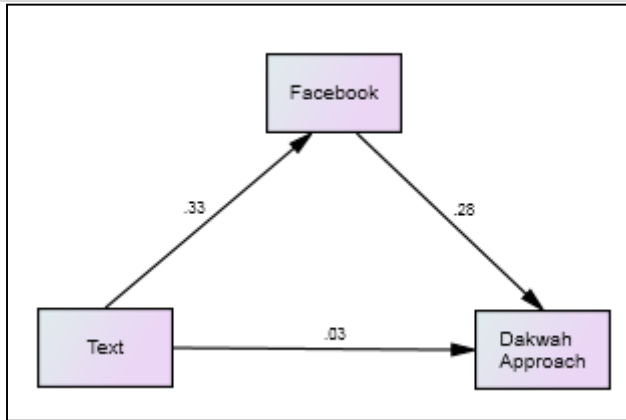 Facebook
.33
.28
.03
Text
Dakwah
Approach